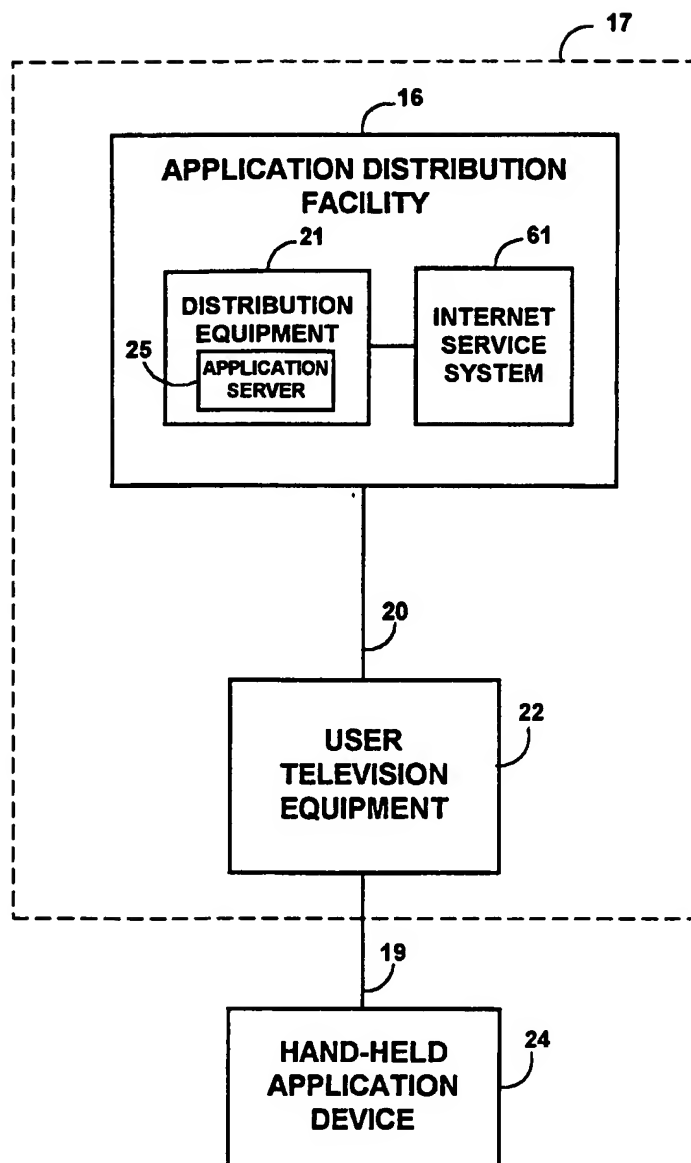 17
16
APPLICATION DISTRIBUTION
FACILITY
21
61
DISTRIBUTION
EQUIPMENT
25
APPLICATION
SERVER
INTERNET
SERVICE
SYSTEM
20
22
USER
TELEVISION
EQUIPMENT
19
24
HAND-HELD
APPLICATION
DEVICE